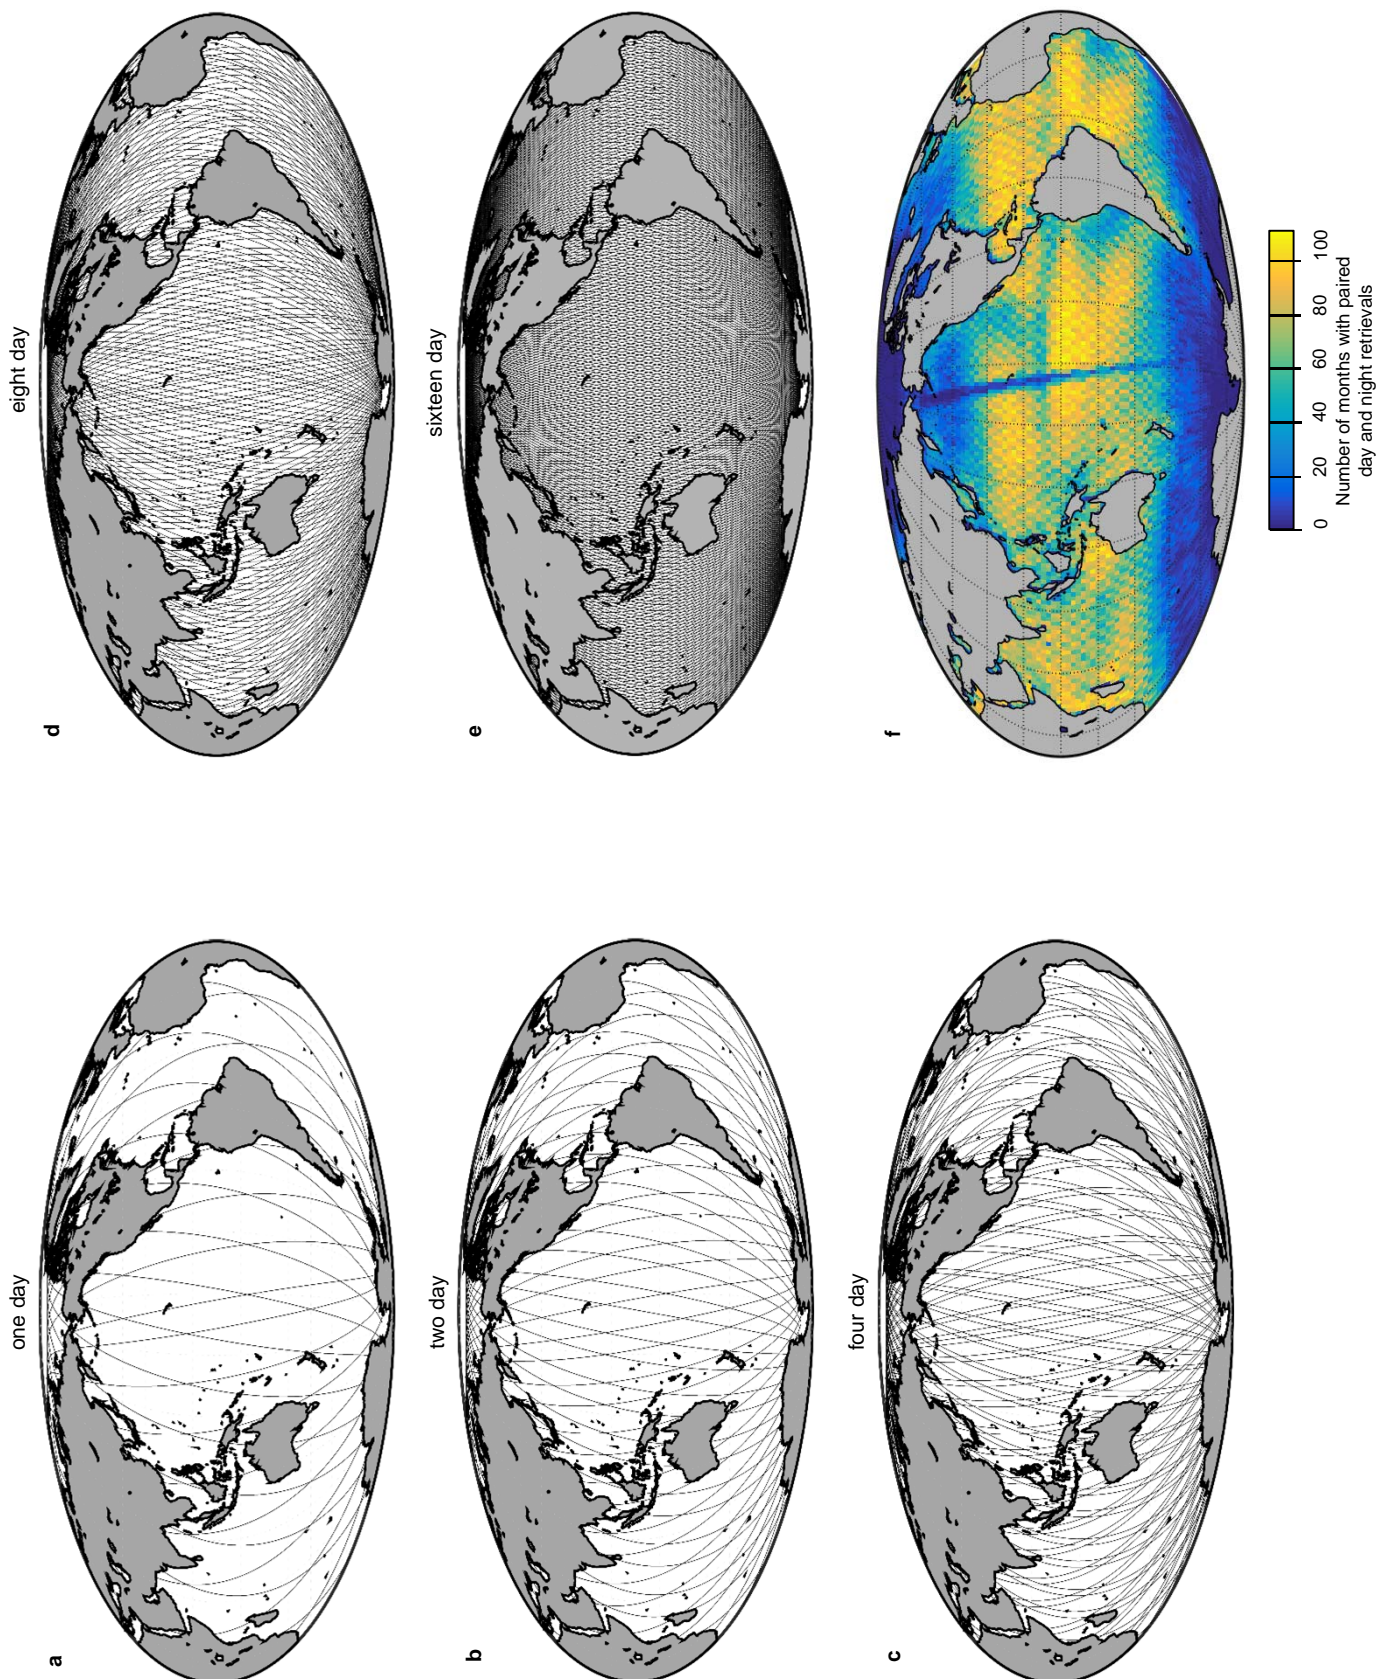 a
one day
b
two day
c
four day
d
eight day
e
sixteen day
f
0 20 40 60 80 100
Number of months with paired
day and night retrievals